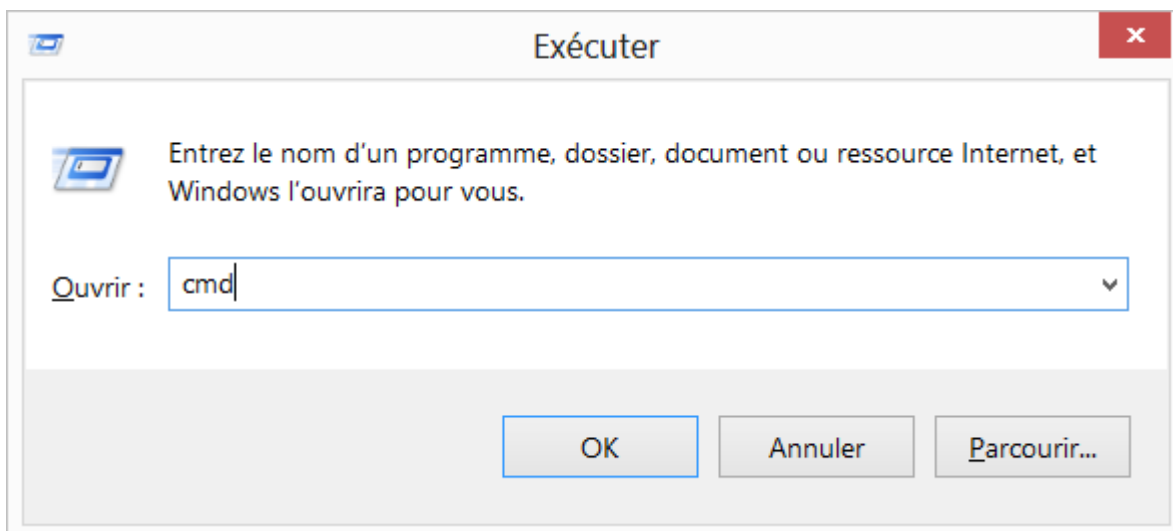 Exécuter
Entrez le nom d'un programme, dossier, document ou ressource Internet, et
Windows l'ouvrira pour vous.
Ouvrir : cmd
OK Annuler Parcourir...